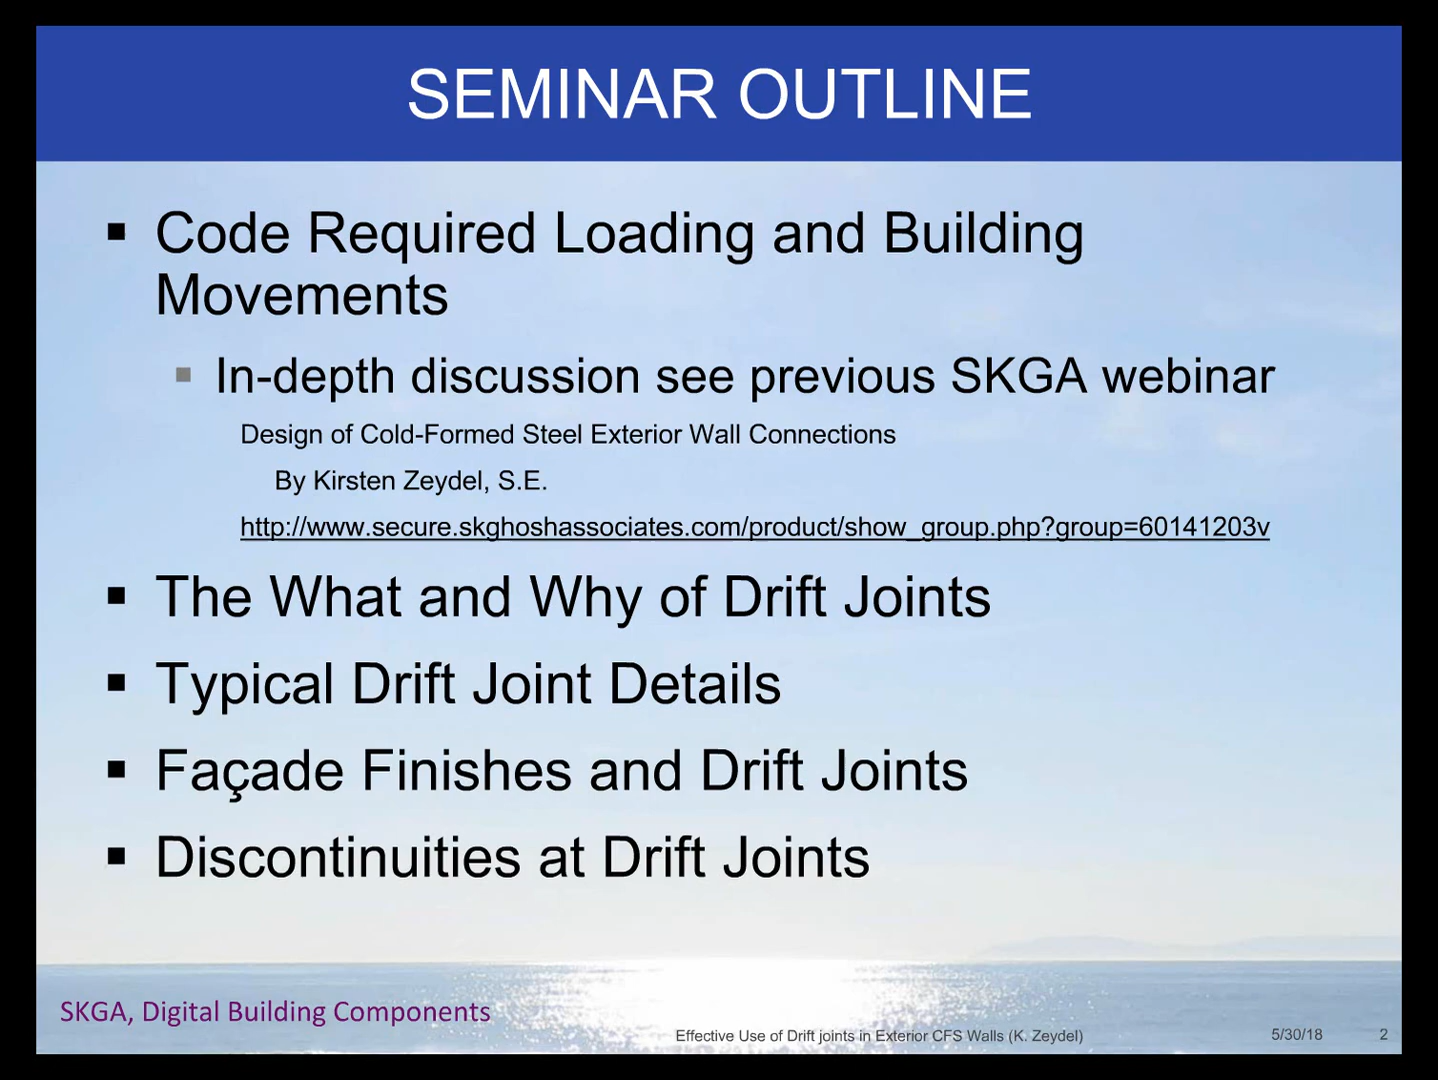 SEMINAR OUTLINE
▪ Code Required Loading and Building
Movements
▪ In-depth discussion see previous SKGA webinar
Design of Cold-Formed Steel Exterior Wall Connections
By Kirsten Zeydel, S.E.
http://www.secure.skghoshassociates.com/product/show_group.php?group=60141203v
▪ The What and Why of Drift Joints
▪ Typical Drift Joint Details
▪ Façade Finishes and Drift Joints
▪ Discontinuities at Drift Joints
SKGA, Digital Building Components
Effective Use of Drift joints in Exterior CFS Walls (K. Zeydel) 5/30/18 2